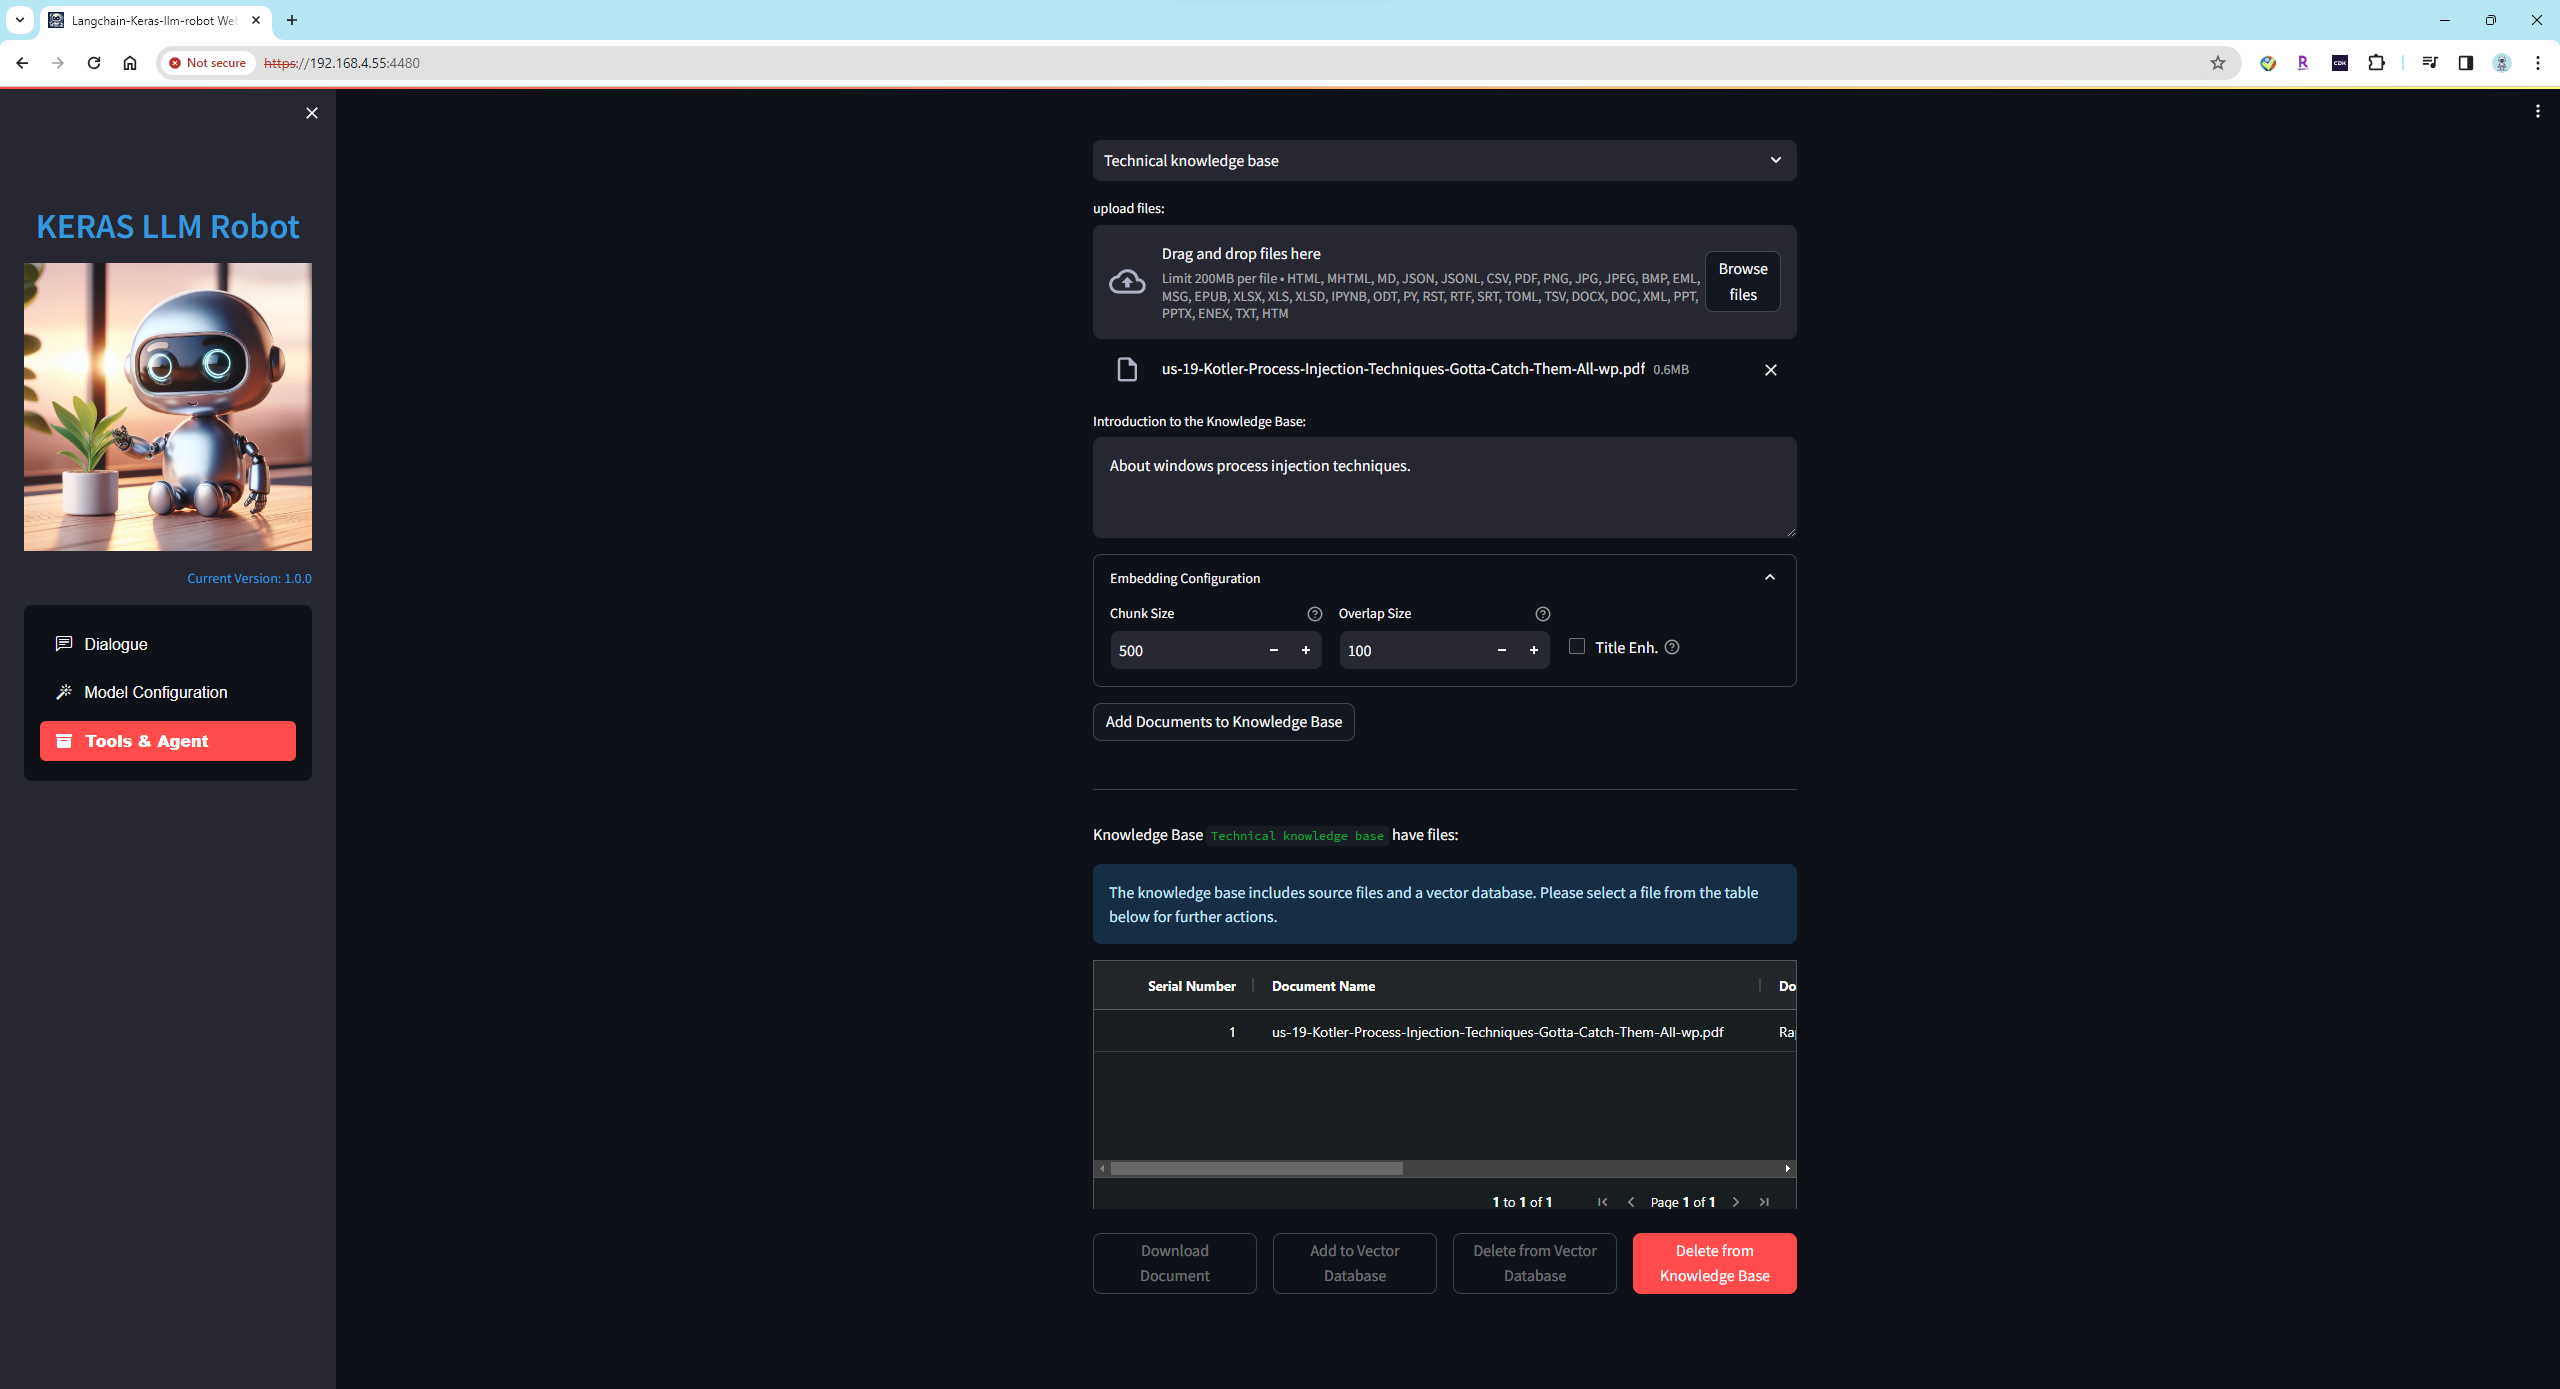 Langchain-Keras-llm-robot We
Not secure
https://192.168.4.55:4480
R
CDK
KERAS LLM Robot
Current Version: 1.0.0
Dialogue
Model Configuration
Tools & Agent
Technical knowledge base
upload files:
Drag and drop files here
Limit 200MB per file • HTML, MHTML, MD, JSON, JSONL, CSV, PDF, PNG, JPG, JPEG, BMP, EML,
MSG, EPUB, XLSX, XLS, XLSD, IPYNB, ODT, PY, RST, RTF, SRT, TOML, TSV, DOCX, DOC, XML, PPT,
PPTX, ENEX, TXT, HTM
Browse
files
us-19-Kotler-Process-Injection-Techniques-Gotta-Catch-Them-All-wp.pdf 0.6MB
Introduction to the Knowledge Base:
About windows process injection techniques.
Embedding Configuration
Chunk Size
Overlap Size
500
100
Title Enh.
Add Documents to Knowledge Base
Knowledge Base Technical knowledge base have files:
The knowledge base includes source files and a vector database. Please select a file from the table
below for further actions.
Serial Number Document Name Do
1 us-19-Kotler-Process-Injection-Techniques-Gotta-Catch-Them-All-wp.pdf Ra
1 to 1 of 1 Page 1 of 1
Download
Document
Add to Vector
Database
Delete from Vector
Database
Delete from
Knowledge Base